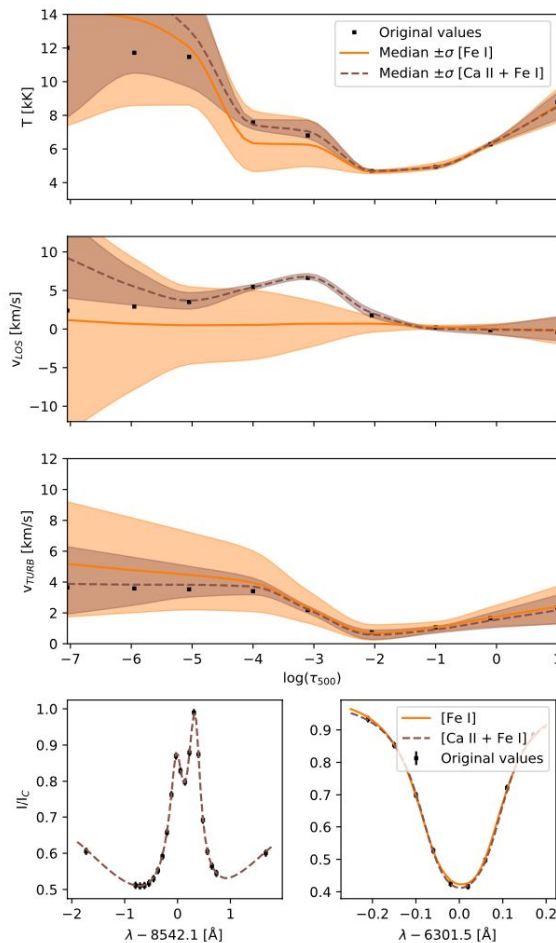 14
12
10
8
6
4
T [kK]
Original values
Median ±σ [Fe I]
Median ±σ [Ca II + Fe I]
10
5
0
−5
−10
v_LOS [km/s]
12
10
8
6
4
2
0
v_TURB [km/s]
−7 −6 −5 −4 −3 −2 −1 0 1
log(τ_500)
1.0
0.9
0.8
0.7
0.6
0.5
I/I_C
−2 −1 0 1
λ − 8542.1 [Å]
0.9
0.8
0.7
0.6
0.5
0.4
[Fe I]
[Ca II + Fe I]
Original values
−0.2 −0.1 0.0 0.1 0.2
λ − 6301.5 [Å]